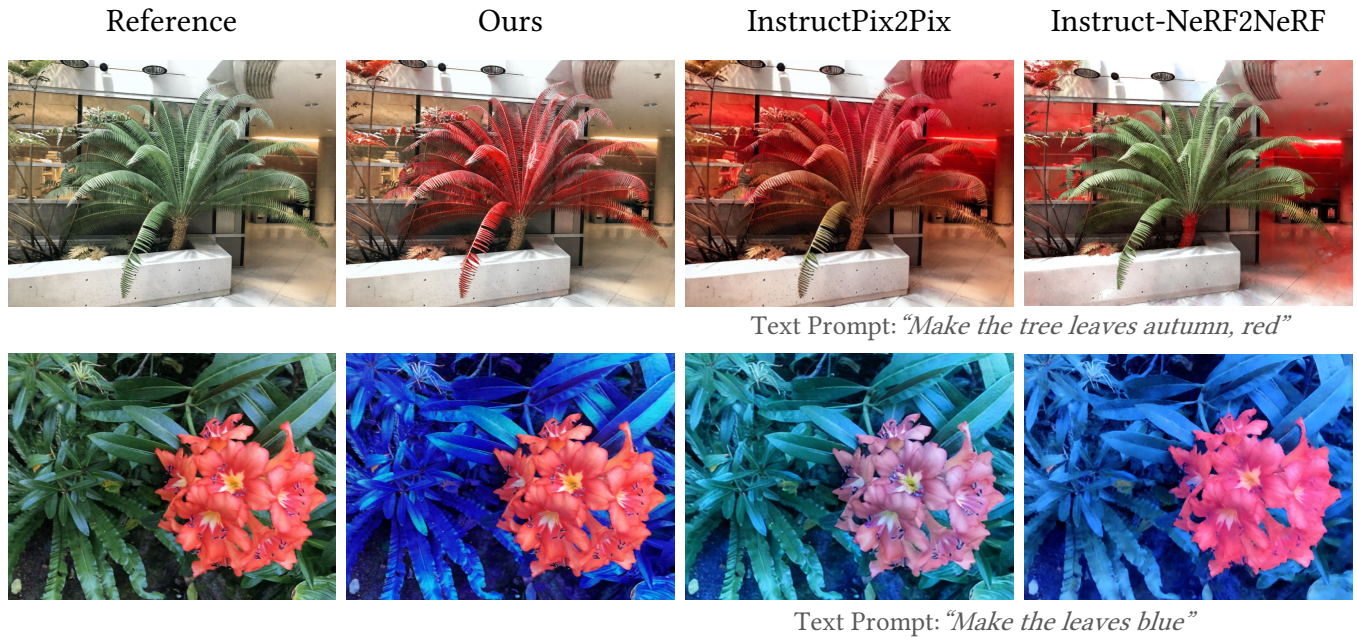 Reference Ours InstructPix2Pix Instruct-NeRF2NeRF
Text Prompt: “Make the tree leaves autumn, red”
Text Prompt: “Make the leaves blue”